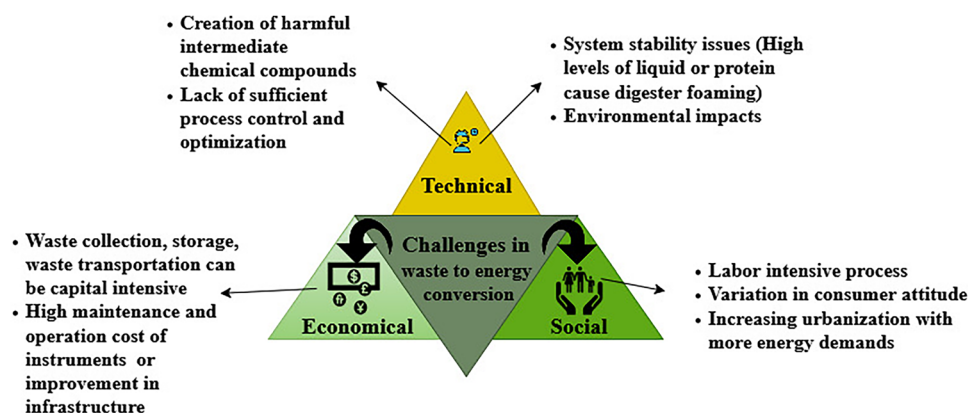 • Creation of harmful
intermediate
chemical compounds
• Lack of sufficient
process control and
optimization
• System stability issues (High
levels of liquid or protein
cause digester foaming)
• Environmental impacts
Technical
• Waste collection, storage,
waste transportation can
be capital intensive
• High maintenance and
operation cost of
instruments or
improvement in
infrastructure
Challenges in
waste to energy
conversion
Economical
Social
• Labor intensive process
• Variation in consumer attitude
• Increasing urbanization with
more energy demands